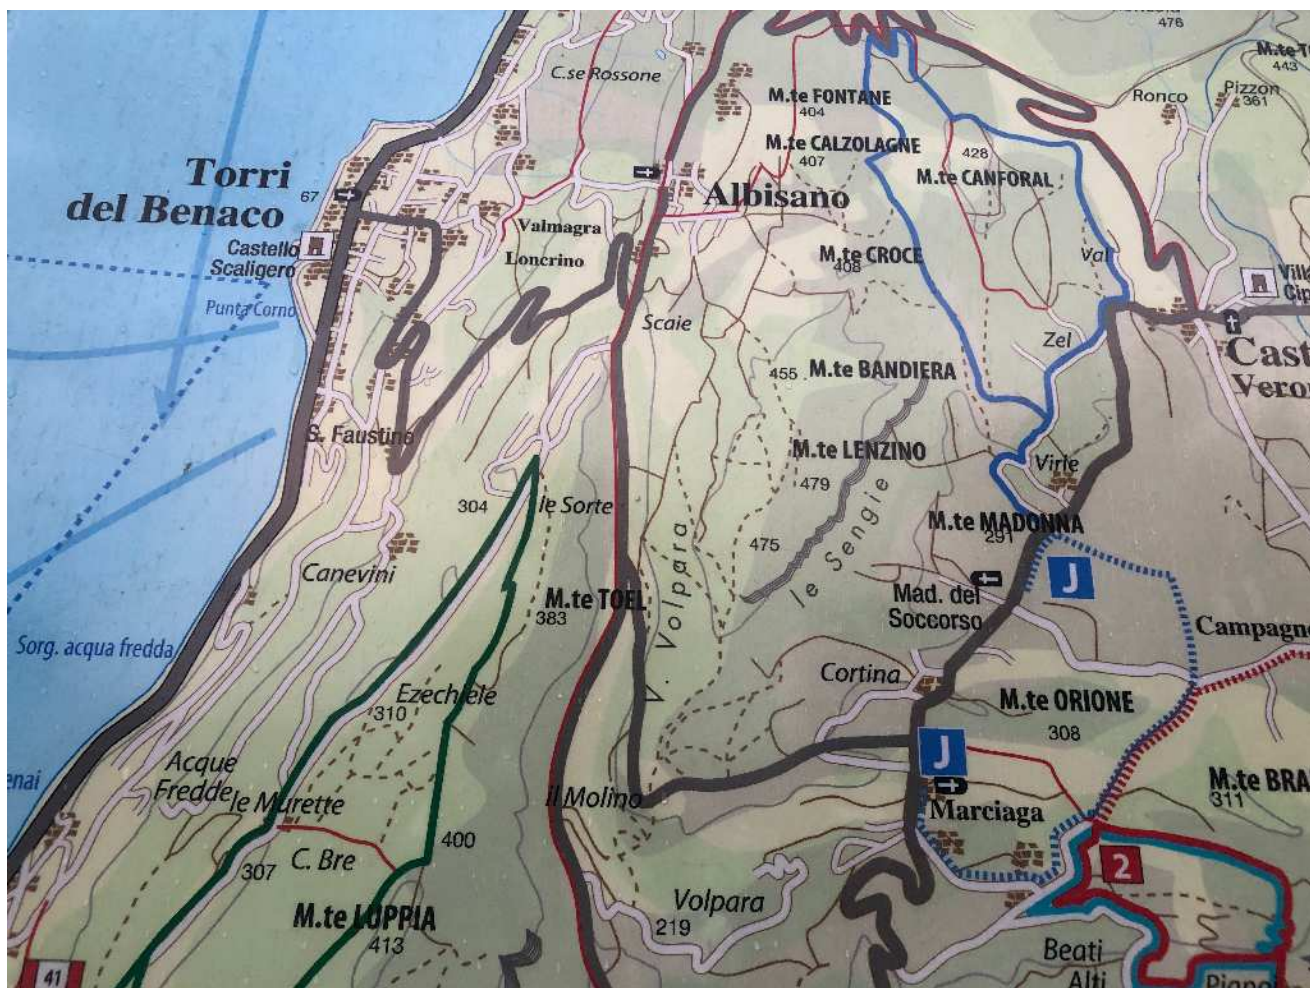 476
M.te T
443
C.se Rossone
M.te FONTANE
404
Ronco
Pizzon
361
M.te CALZOLAGNE
407
428
M.te CANFORAL
Torri
del Benaco
67
Albisano
Castello
Scaligero
Valmagra
Loncrino
M.te CROCE
408
Val
Vill
Cip
Punta Corno
Scaie
Zel
Cast
Vero
455
M.te BANDIERA
S. Faustino
M.te LENZINO
479
Virle
304
le Sorte
M.te MADONNA
291
475
le Sengie
V. Volpara
Canevini
J
M.te TOEL
383
Mad. del
Soccorso
Sorg. acqua fredda
Campagn
Cortina
Ezechiele
310
M.te ORIONE
308
J
Acque
Fredde
enai
le Murette
il Molino
Marciaga
M.te BRA
311
400
C. Bre
307
2
Volpara
219
M.te LUPPIA
413
Beati
Alti
41